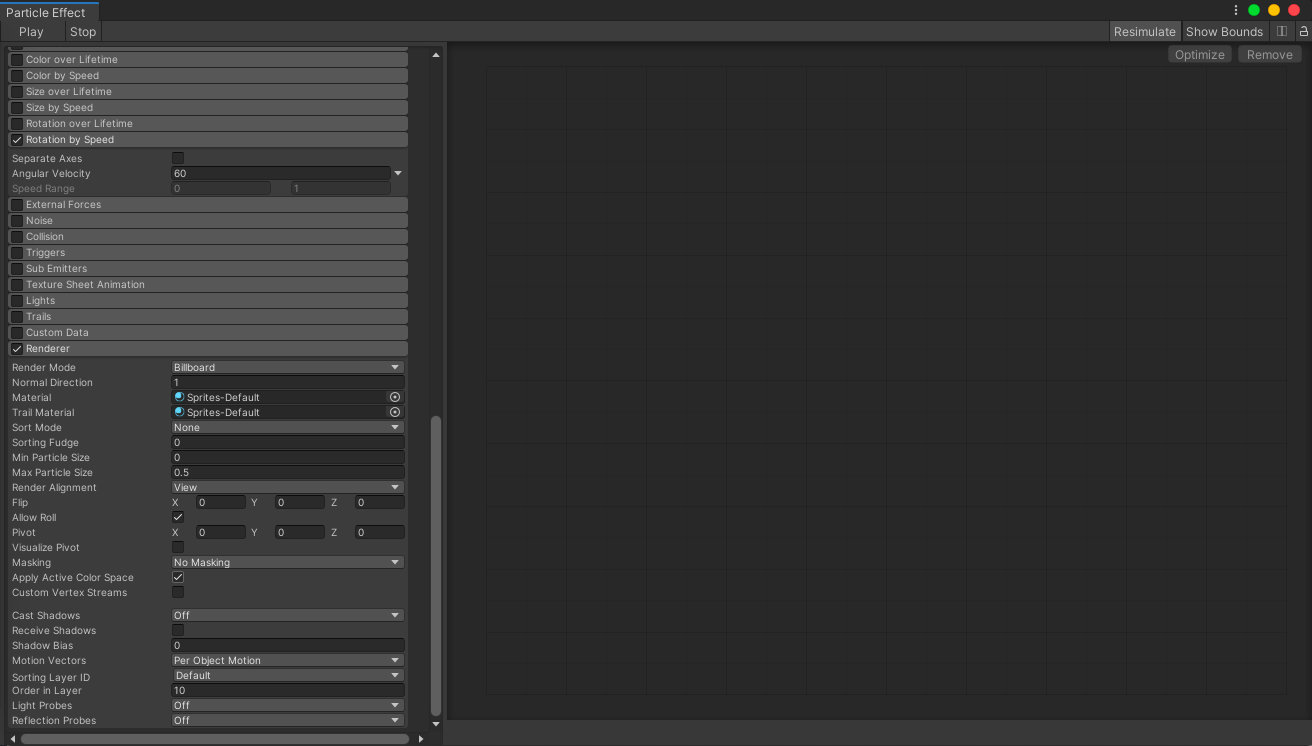 Particle Effect
Play Stop Resimulate Show Bounds
Optimize Remove
Color over Lifetime
Color by Speed
Size over Lifetime
Size by Speed
Rotation over Lifetime
Rotation by Speed
Separate Axes
Angular Velocity 60
Speed Range 0 1
External Forces
Noise
Collision
Triggers
Sub Emitters
Texture Sheet Animation
Lights
Trails
Custom Data
Renderer
Render Mode Billboard
Normal Direction 1
Material Sprites-Default
Trail Material Sprites-Default
Sort Mode None
Sorting Fudge 0
Min Particle Size 0
Max Particle Size 0.5
Render Alignment View
Flip X 0 Y 0 Z 0
Allow Roll
Pivot X 0 Y 0 Z 0
Visualize Pivot
Masking No Masking
Apply Active Color Space
Custom Vertex Streams
Cast Shadows Off
Receive Shadows
Shadow Bias 0
Motion Vectors Per Object Motion
Sorting Layer ID Default
Order in Layer 10
Light Probes Off
Reflection Probes Off